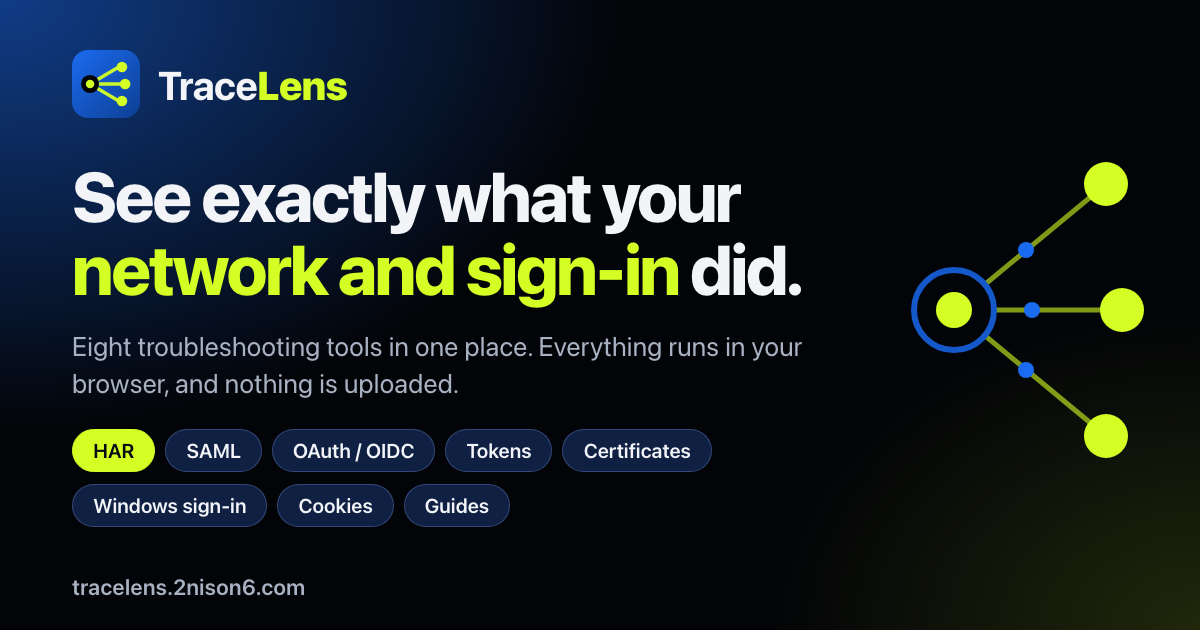 TraceLens
See exactly what your
network and sign-in did.
Eight troubleshooting tools in one place. Everything runs in your
browser, and nothing is uploaded.
HAR SAML OAuth / OIDC Tokens Certificates
Windows sign-in Cookies Guides
tracelens.2nison6.com